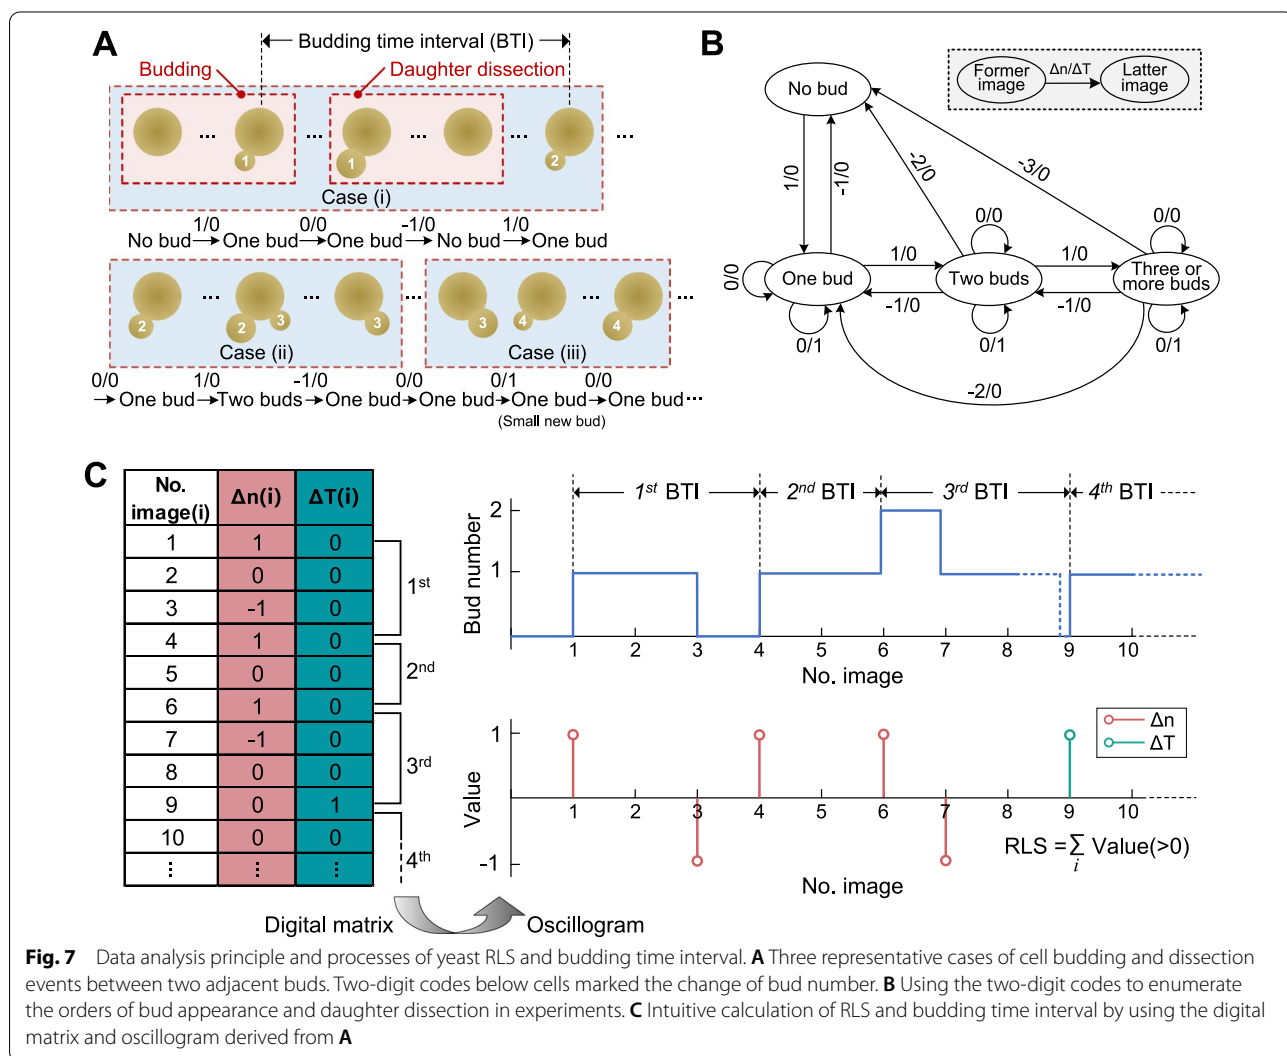 A
Budding time interval (BTI)
Budding
Daughter dissection
... ... ... ...
1 1 2
Case (i)
1/0 0/0 -1/0 1/0
No bud → One bud → One bud → No bud → One bud
... ... ... ... ...
2 2 3 3 3 4 4
Case (ii)
Case (iii)
0/0 1/0 -1/0 0/0 0/1 0/0
→ One bud → Two buds → One bud → One bud → One bud → One bud ...
(Small new bud)
B
Former image
Δn/ΔT
Latter image
No bud
1/0
-1/0
-2/0
-3/0
0/0
0/0
0/0
One bud
1/0
Two buds
1/0
Three or more buds
-1/0
-1/0
0/1
0/1
0/1
-2/0
C
No. image(i) Δn(i) ΔT(i)
1 1 0
2 0 0
3 -1 0
4 1 0
5 0 0
6 1 0
7 -1 0
8 0 0
9 0 1
10 0 0
⋮ ⋮ ⋮
1st
2nd
3rd
4th
Digital matrix
Oscillogram
1st BTI
2nd BTI
3rd BTI
4th BTI
Bud number
2
1
1 2 3 4 5 6 7 8 9 10
No. image
Value
1
-1
1 2 3 4 5 6 7 8 9 10
Δn
ΔT
RLS = ∑i Value(>0)
No. image
Fig. 7 Data analysis principle and processes of yeast RLS and budding time interval. A Three representative cases of cell budding and dissection
events between two adjacent buds. Two-digit codes below cells marked the change of bud number. B Using the two-digit codes to enumerate
the orders of bud appearance and daughter dissection in experiments. C Intuitive calculation of RLS and budding time interval by using the digital
matrix and oscillogram derived from A